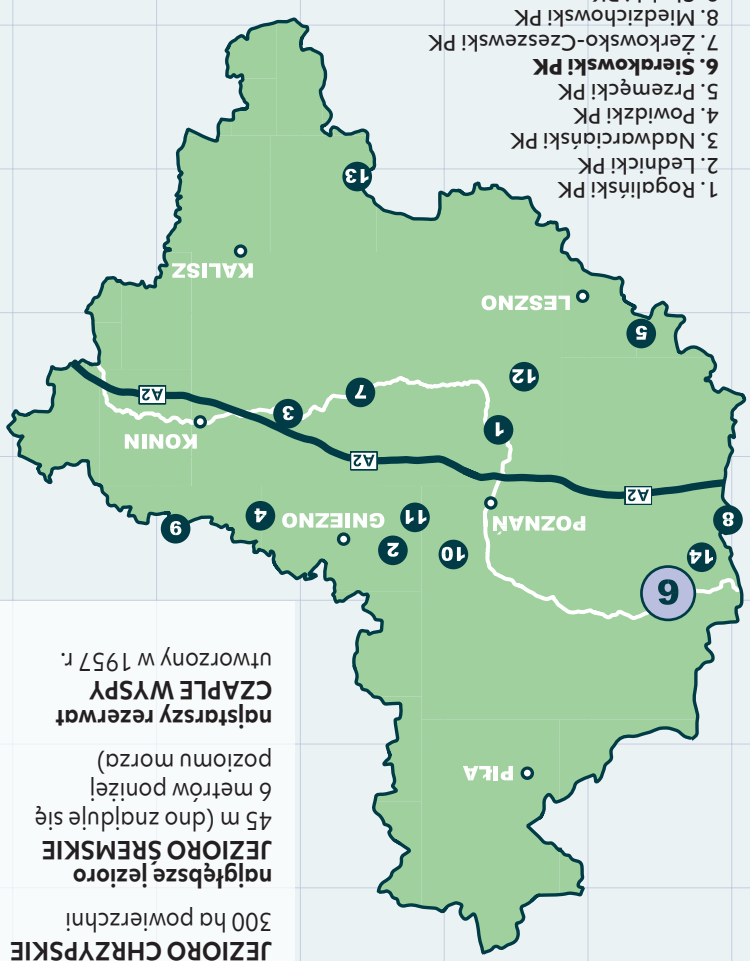 JEZIORO CHRZYPSKIE
300 ha powierzchni
najgłębsze jezioro
JEZIORO ŚREMSKIE
45 m (dno znajduje się
6 metrów poniżej
poziomu morza)
najstarszy rezerwat
CZAPLE WYSPY
utworzony w 1957 r.
PIŁA
6
14
10
2
8
9
POZNAŃ
11
GNIEZNO
4
A2
A2
KONIN
1
3
A2
7
12
5
LESZNO
KALISZ
13
1. Rogaliński PK
2. Lednicki PK
3. Nadwarciański PK
4. Powidzki PK
5. Przemęcki PK
6. Sierakowski PK
7. Żerkowsko-Czeszewski PK
8. Miedzichowski PK